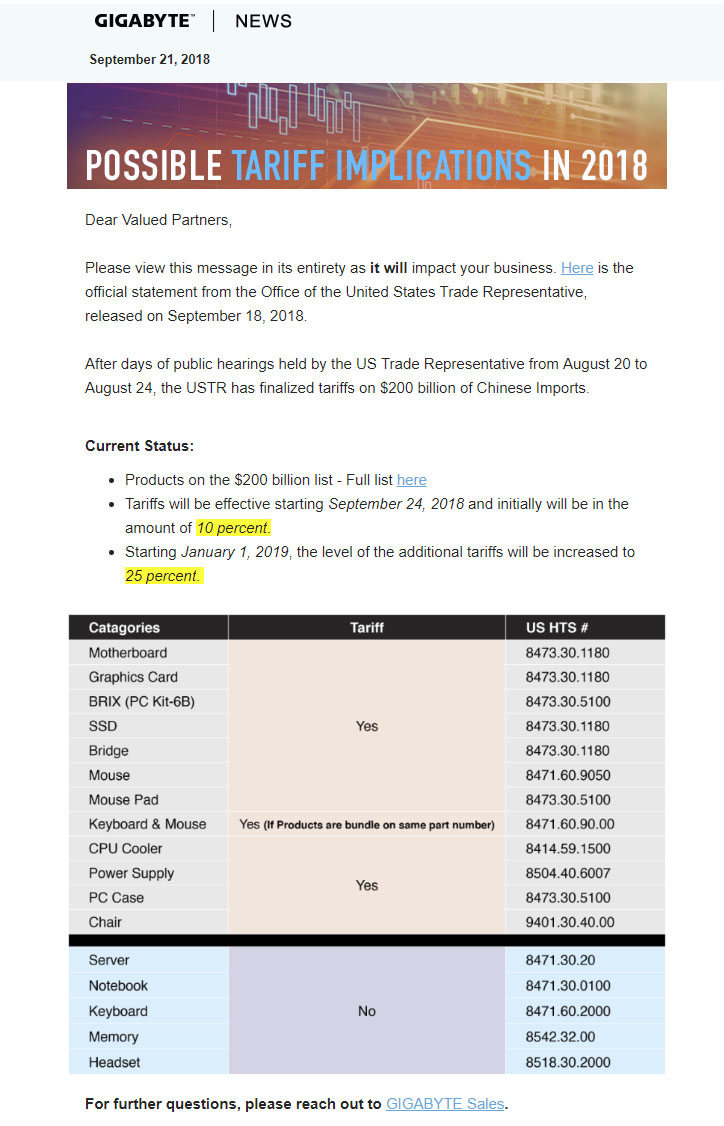 GIGABYTE™ | NEWS
September 21, 2018
POSSIBLE TARIFF IMPLICATIONS IN 2018
Dear Valued Partners,
Please view this message in its entirety as it will impact your business. Here is the
official statement from the Office of the United States Trade Representative,
released on September 18, 2018.
After days of public hearings held by the US Trade Representative from August 20 to
August 24, the USTR has finalized tariffs on $200 billion of Chinese Imports.
Current Status:
• Products on the $200 billion list - Full list here
• Tariffs will be effective starting September 24, 2018 and initially will be in the
amount of 10 percent.
• Starting January 1, 2019, the level of the additional tariffs will be increased to
25 percent.
Catagories Tariff US HTS #
Motherboard 8473.30.1180
Graphics Card 8473.30.1180
BRIX (PC Kit-6B) 8473.30.5100
SSD Yes 8473.30.1180
Bridge 8473.30.1180
Mouse 8471.60.9050
Mouse Pad 8473.30.5100
Keyboard & Mouse Yes (If Products are bundle on same part number) 8471.60.90.00
CPU Cooler 8414.59.1500
Power Supply 8504.40.6007
Yes
PC Case 8473.30.5100
Chair 9401.30.40.00
Server 8471.30.20
Notebook 8471.30.0100
Keyboard No 8471.60.2000
Memory 8542.32.00
Headset 8518.30.2000
For further questions, please reach out to GIGABYTE Sales.